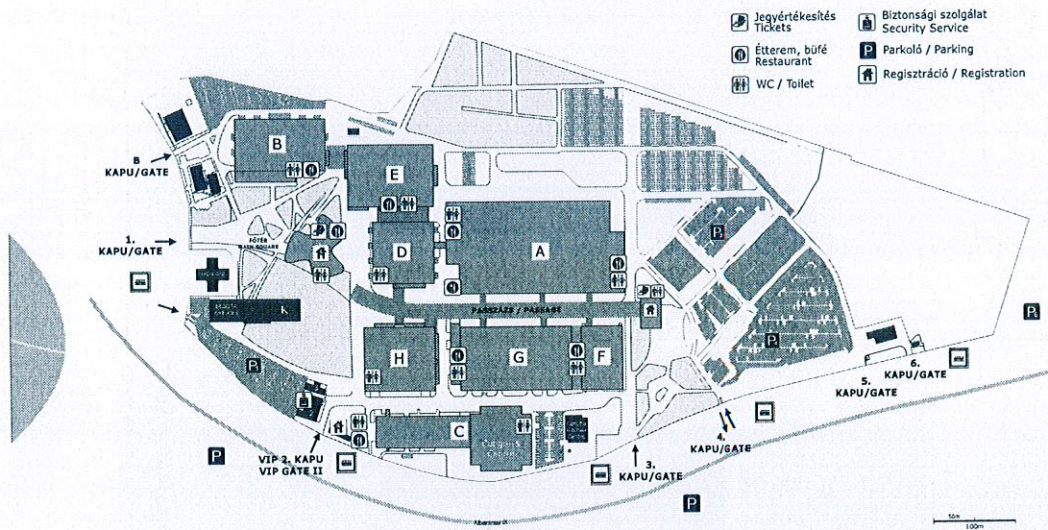 Jegyértékesítés
Tickets
Étterem, büfé
Restaurant
WC / Toilet
Biztonsági szolgálat
Security Service
P
Parkoló / Parking
Regisztráció / Registration
B
KAPU/GATE
B
E
1.
KAPU/GATE
FŐTÉR
MAIN SQUARE
D
A
K
PASSZÁZS / PASSAGE
H
G
F
C
P
P
P
P
P
P
6.
KAPU/GATE
5.
KAPU/GATE
4.
KAPU/GATE
3.
KAPU/GATE
VIP 2. KAPU
VIP GATE II
50m
100m